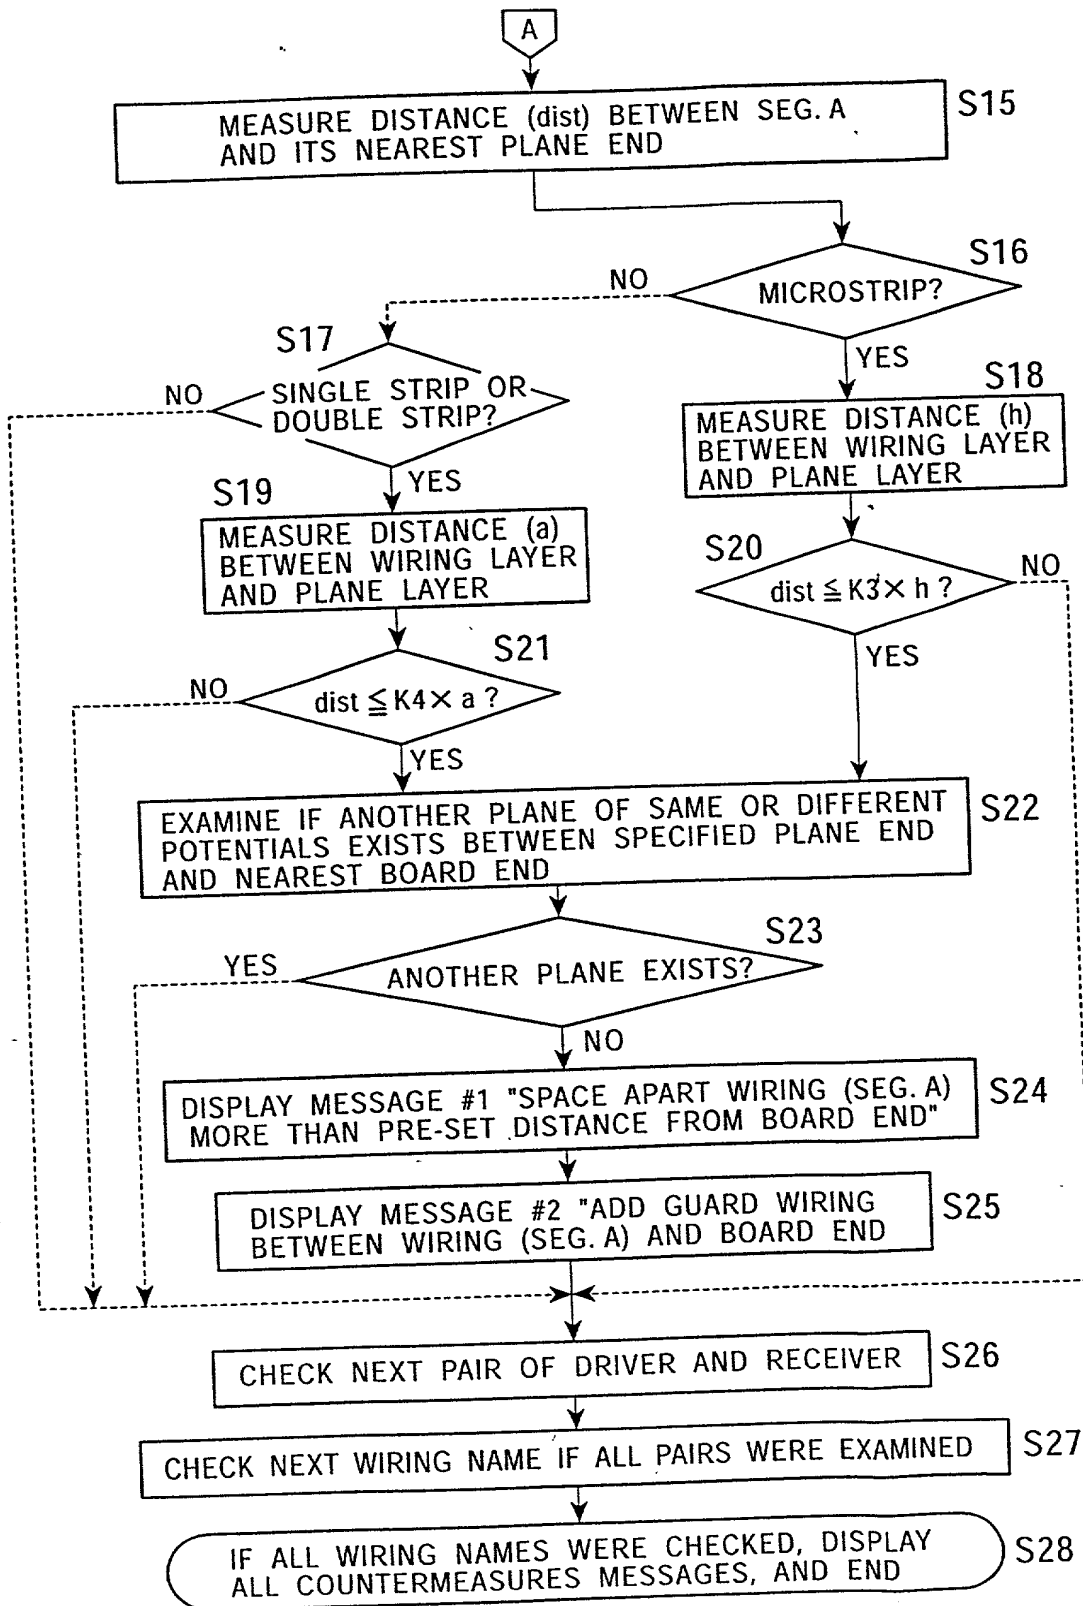 A
MEASURE DISTANCE (dist) BETWEEN SEG. A
AND ITS NEAREST PLANE END
S15
S16
MICROSTRIP?
NO
YES
S17
SINGLE STRIP OR
DOUBLE STRIP?
NO
YES
S18
MEASURE DISTANCE (h)
BETWEEN WIRING LAYER
AND PLANE LAYER
S19
MEASURE DISTANCE (a)
BETWEEN WIRING LAYER
AND PLANE LAYER
S20
dist ≦ K3 × h ?
NO
YES
S21
dist ≦ K4 × a ?
NO
YES
EXAMINE IF ANOTHER PLANE OF SAME OR DIFFERENT
POTENTIALS EXISTS BETWEEN SPECIFIED PLANE END
AND NEAREST BOARD END
S22
S23
ANOTHER PLANE EXISTS?
YES
NO
DISPLAY MESSAGE #1 "SPACE APART WIRING (SEG. A)
MORE THAN PRE-SET DISTANCE FROM BOARD END"
S24
DISPLAY MESSAGE #2 "ADD GUARD WIRING
BETWEEN WIRING (SEG. A) AND BOARD END
S25
CHECK NEXT PAIR OF DRIVER AND RECEIVER
S26
CHECK NEXT WIRING NAME IF ALL PAIRS WERE EXAMINED
S27
IF ALL WIRING NAMES WERE CHECKED, DISPLAY
ALL COUNTERMEASURES MESSAGES, AND END
S28